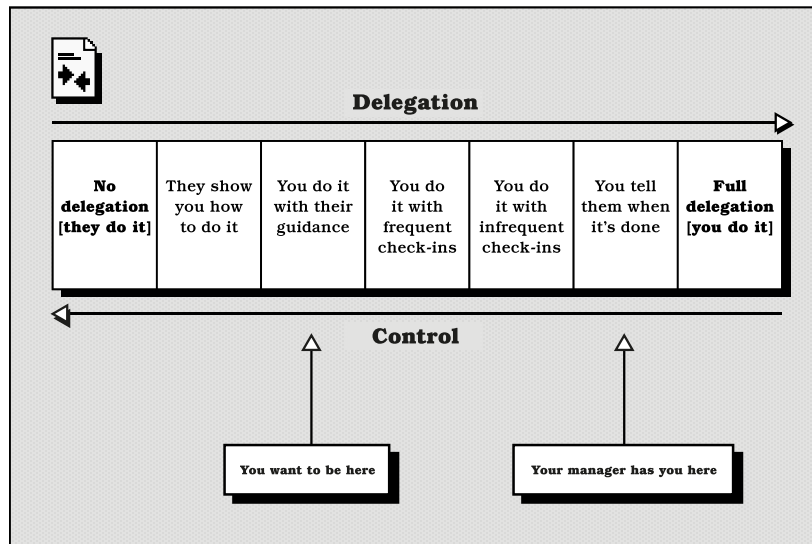 Delegation
No
delegation
[they do it]
They show
you how
to do it
You do it
with their
guidance
You do
it with
frequent
check-ins
You do
it with
infrequent
check-ins
You tell
them when
it's done
Full
delegation
[you do it]
Control
You want to be here
Your manager has you here